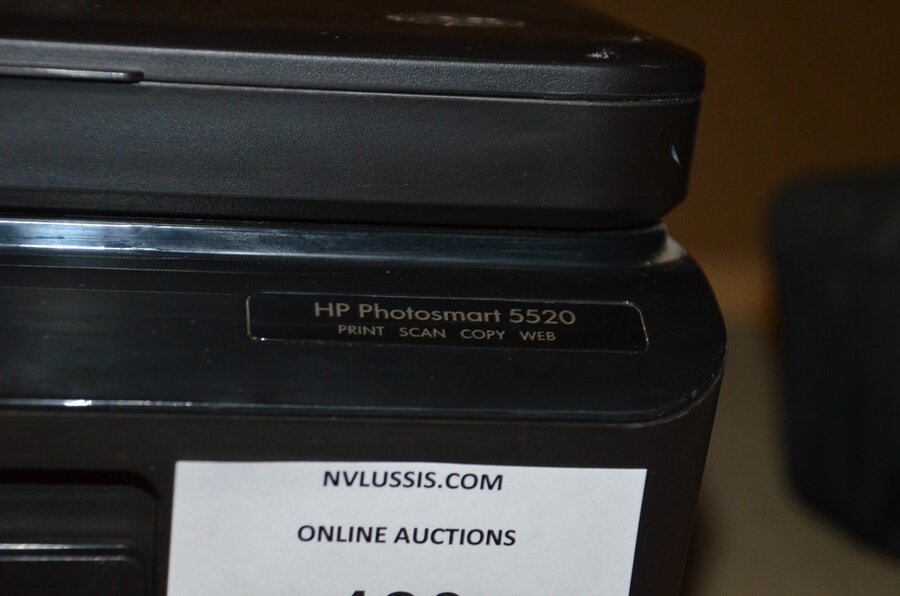 HP Photosmart 5520
PRINT SCAN COPY WEB
NVLUSSIS.COM
ONLINE AUCTIONS